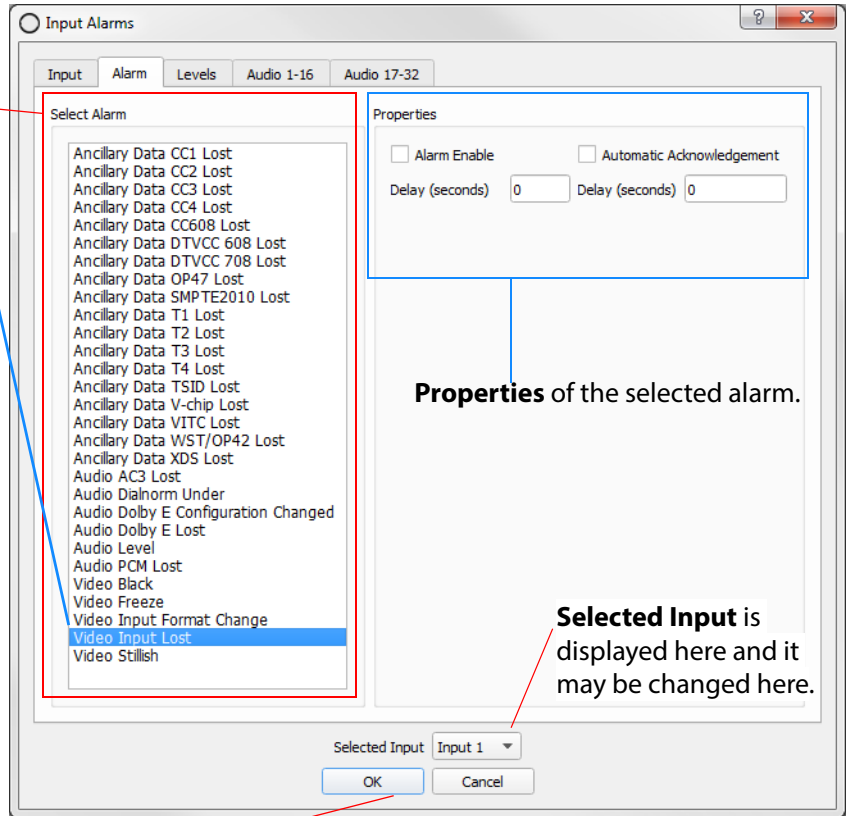 Input Alarms
?
Input Alarm Levels Audio 1-16 Audio 17-32
Select Alarm
Ancillary Data CC1 Lost
Ancillary Data CC2 Lost
Ancillary Data CC3 Lost
Ancillary Data CC4 Lost
Ancillary Data CC608 Lost
Ancillary Data DTVCC 608 Lost
Ancillary Data DTVCC 708 Lost
Ancillary Data OP47 Lost
Ancillary Data SMPTE2010 Lost
Ancillary Data T1 Lost
Ancillary Data T2 Lost
Ancillary Data T3 Lost
Ancillary Data T4 Lost
Ancillary Data TSID Lost
Ancillary Data V-chip Lost
Ancillary Data VITC Lost
Ancillary Data WST/OP42 Lost
Ancillary Data XDS Lost
Audio AC3 Lost
Audio Dialnorm Under
Audio Dolby E Configuration Changed
Audio Dolby E Lost
Audio Level
Audio PCM Lost
Video Black
Video Freeze
Video Input Format Change
Video Input Lost
Video Stillish
Properties
Alarm Enable Automatic Acknowledgement
Delay (seconds) 0 Delay (seconds) 0
Properties of the selected alarm.
Selected Input is
displayed here and it
may be changed here.
Selected Input Input 1
OK Cancel